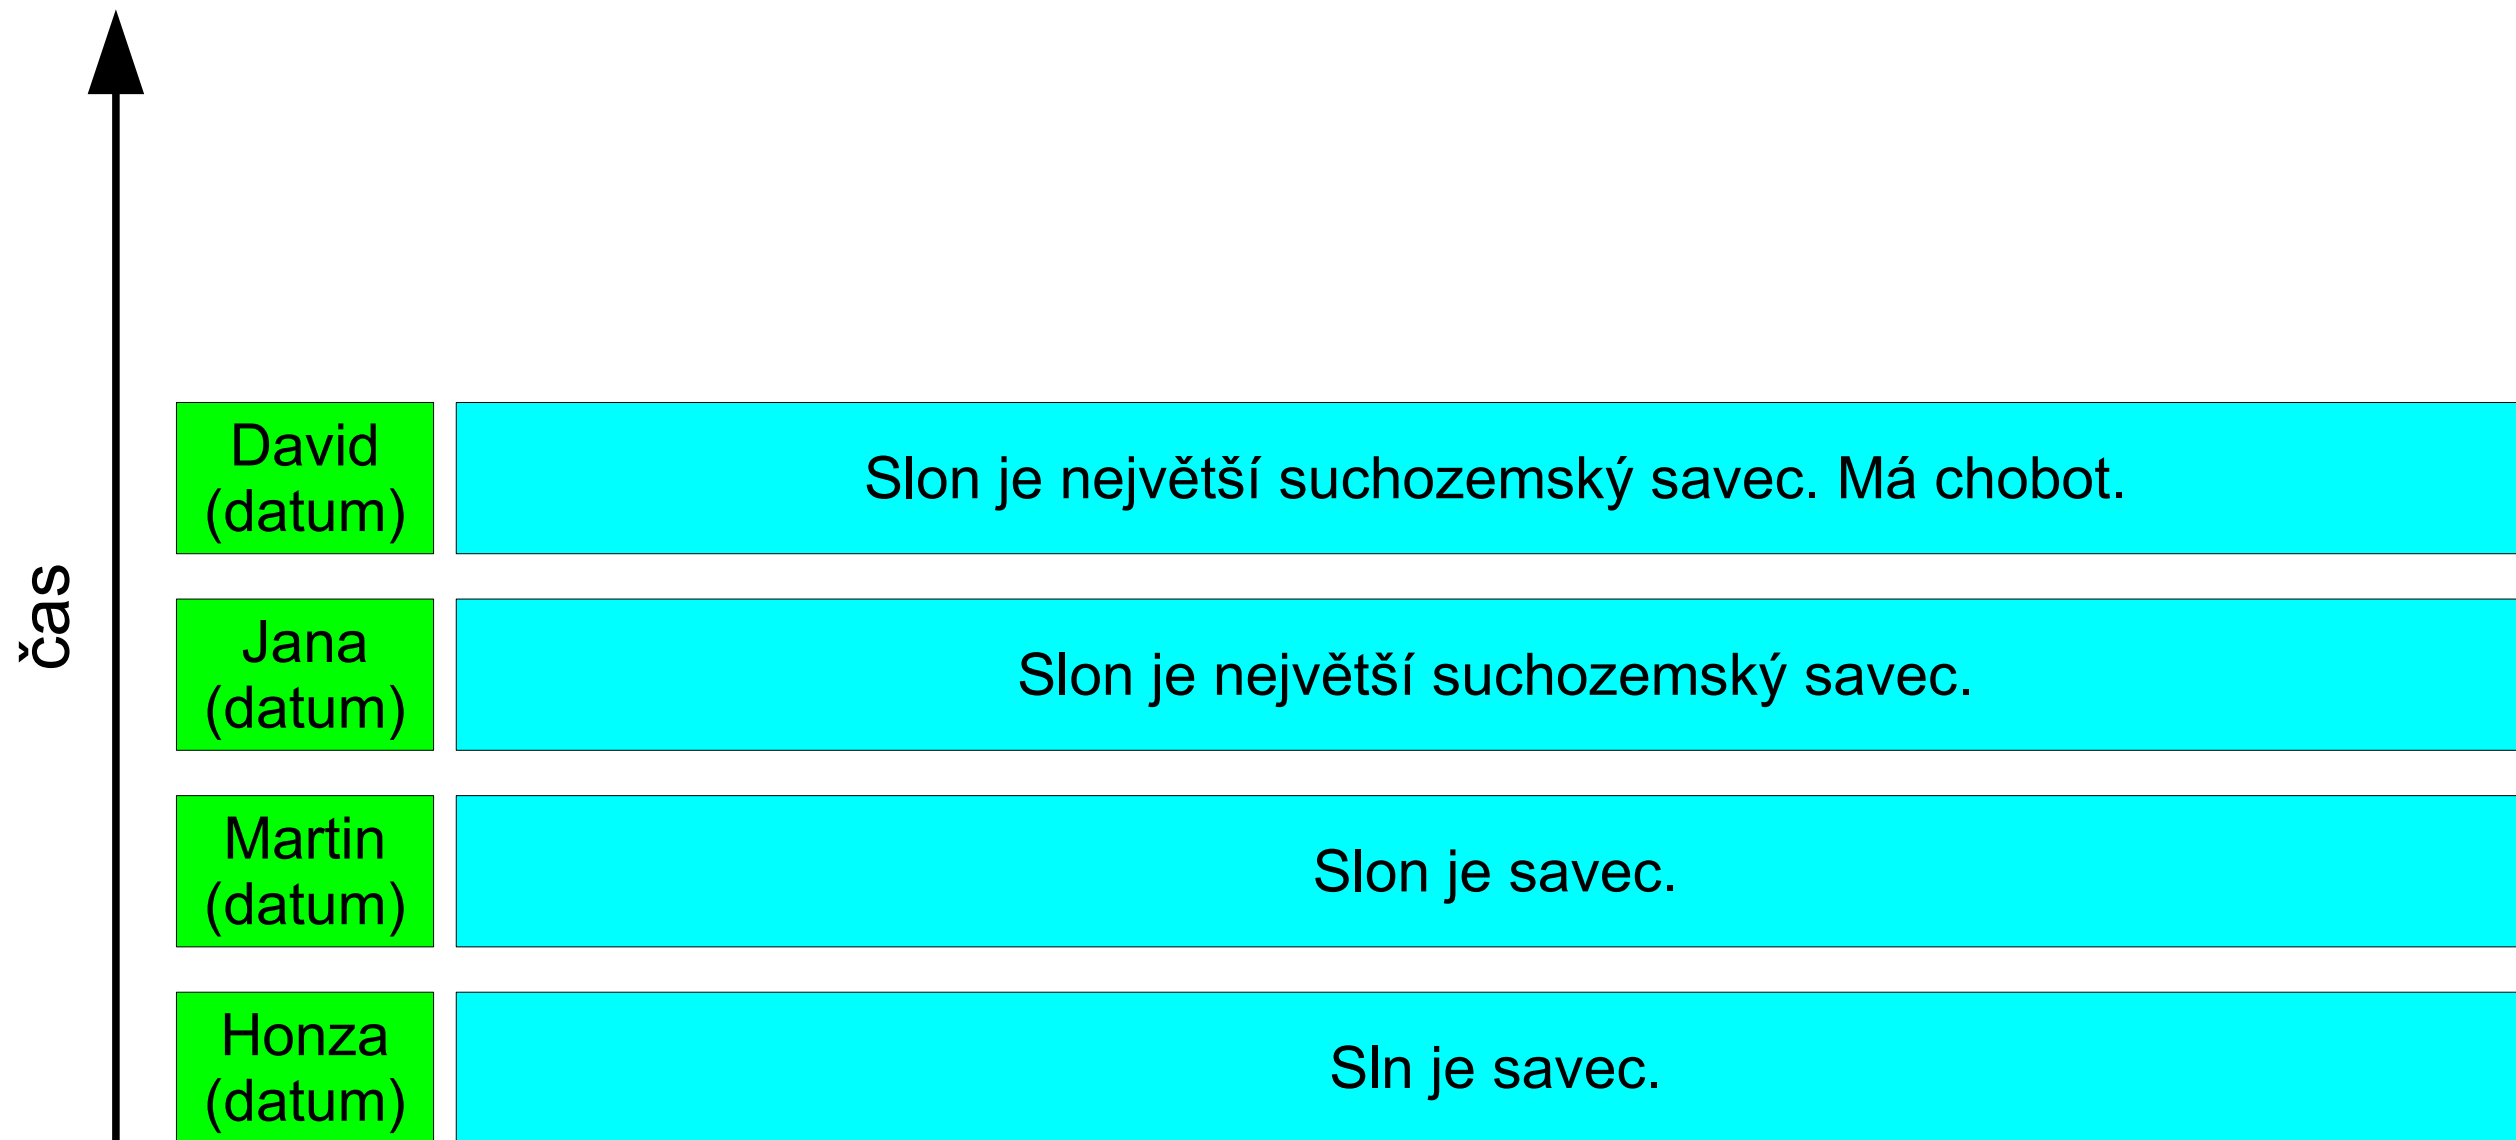 čas
David
(datum)
Slon je největší suchozemský savec. Má chobot.
Jana
(datum)
Slon je největší suchozemský savec.
Martin
(datum)
Slon je savec.
Honza
(datum)
Sln je savec.